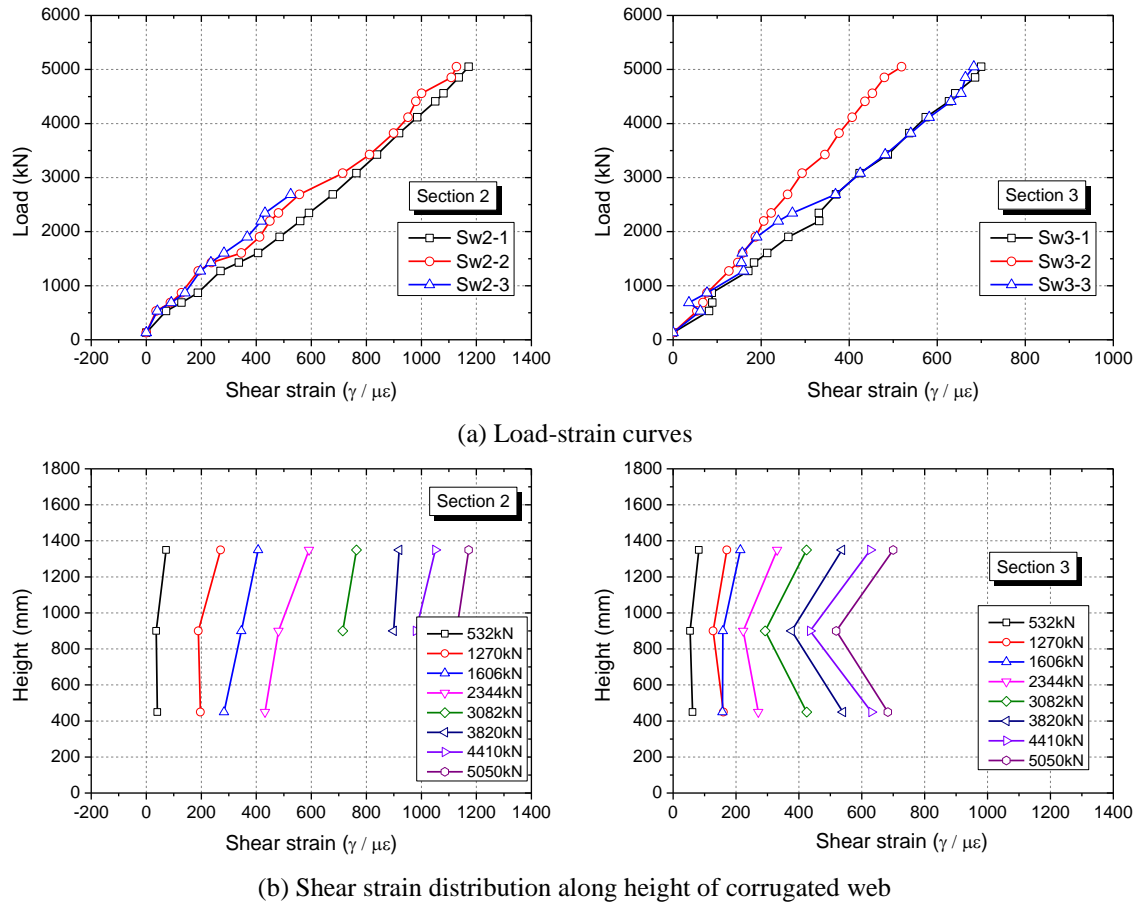 6000
5000
4000
3000
2000
1000
0
-200 0 200 400 600 800 1000 1200 1400
Load (kN)
Shear strain (γ / με)
Section 2
Sw2-1
Sw2-2
Sw2-3
6000
5000
4000
3000
2000
1000
0
0 200 400 600 800 1000
Load (kN)
Shear strain (γ / με)
Section 3
Sw3-1
Sw3-2
Sw3-3
(a) Load-strain curves
1800
1600
1400
1200
1000
800
600
400
200
0
-200 0 200 400 600 800 1000 1200 1400
Height (mm)
Shear strain (γ / με)
Section 2
532kN
1270kN
1606kN
2344kN
3082kN
3820kN
4410kN
5050kN
1800
1600
1400
1200
1000
800
600
400
200
0
0 200 400 600 800 1000 1200 1400
Height (mm)
Shear strain (γ / με)
Section 3
532kN
1270kN
1606kN
2344kN
3082kN
3820kN
4410kN
5050kN
(b) Shear strain distribution along height of corrugated web